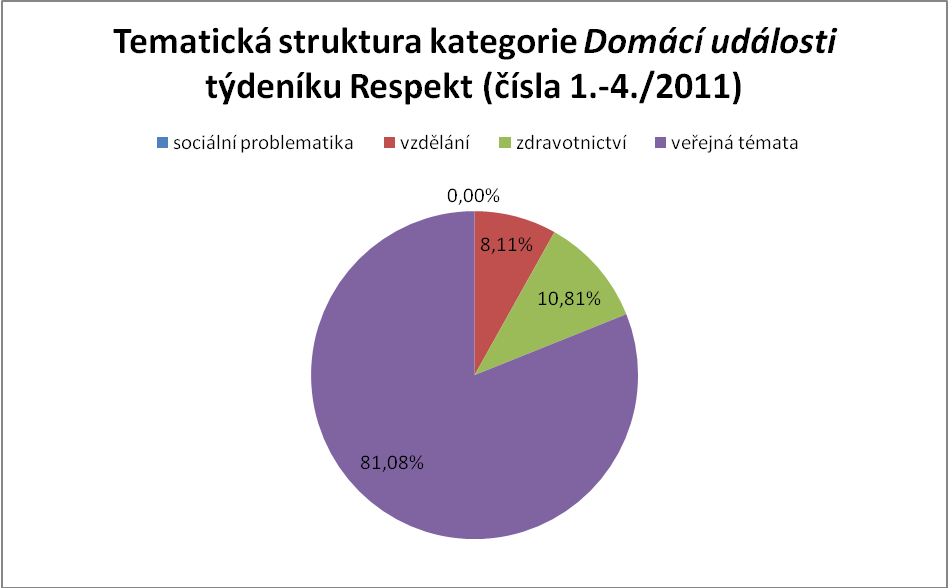 Tematická struktura kategorie Domácí události
týdeníku Respekt (čísla 1.-4./2011)
sociální problematika vzdělání zdravotnictví veřejná témata
0,00%
8,11%
10,81%
81,08%